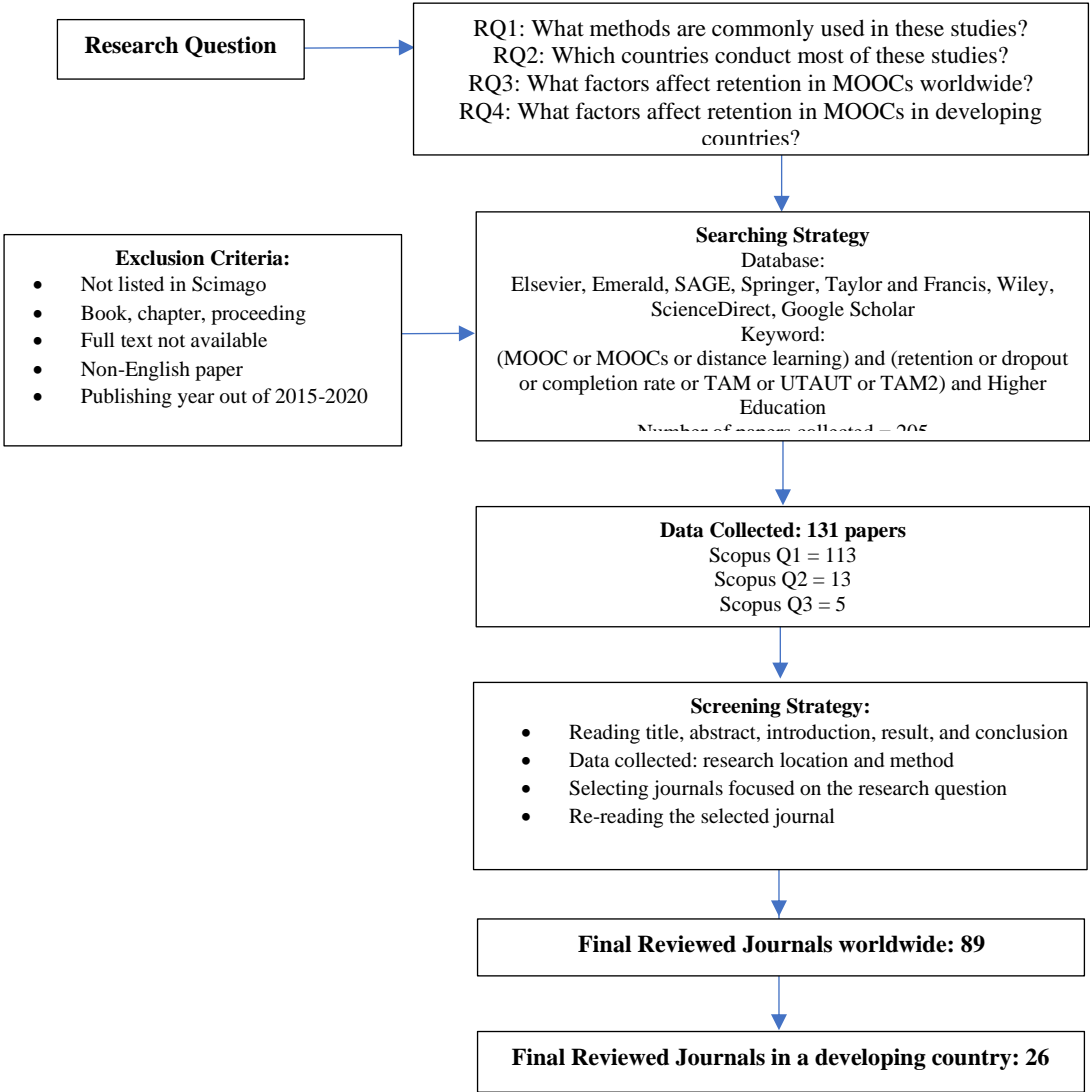 Research Question
RQ1: What methods are commonly used in these studies?
RQ2: Which countries conduct most of these studies?
RQ3: What factors affect retention in MOOCs worldwide?
RQ4: What factors affect retention in MOOCs in developing
countries?
Exclusion Criteria:
• Not listed in Scimago
• Book, chapter, proceeding
• Full text not available
• Non-English paper
• Publishing year out of 2015-2020
Searching Strategy
Database:
Elsevier, Emerald, SAGE, Springer, Taylor and Francis, Wiley,
ScienceDirect, Google Scholar
Keyword:
(MOOC or MOOCs or distance learning) and (retention or dropout
or completion rate or TAM or UTAUT or TAM2) and Higher
Education
Number of papers collected = 205
Data Collected: 131 papers
Scopus Q1 = 113
Scopus Q2 = 13
Scopus Q3 = 5
Screening Strategy:
• Reading title, abstract, introduction, result, and conclusion
• Data collected: research location and method
• Selecting journals focused on the research question
• Re-reading the selected journal
Final Reviewed Journals worldwide: 89
Final Reviewed Journals in a developing country: 26